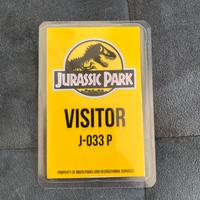 JURASSIC PARK
VISITOR
J-033 P
PROPERTY OF INGEN PARKS AND RECREATIONAL SERVICES